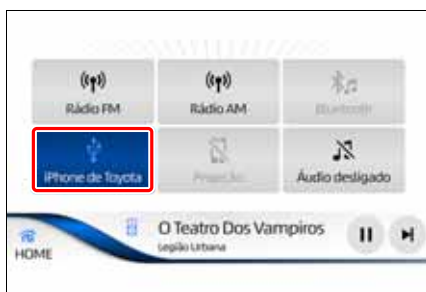 Rádio FM
Rádio AM
Bluetooth
iPhone de Toyota
Projeção
Áudio desligado
O Teatro Dos Vampiros
Legião Urbana
HOME